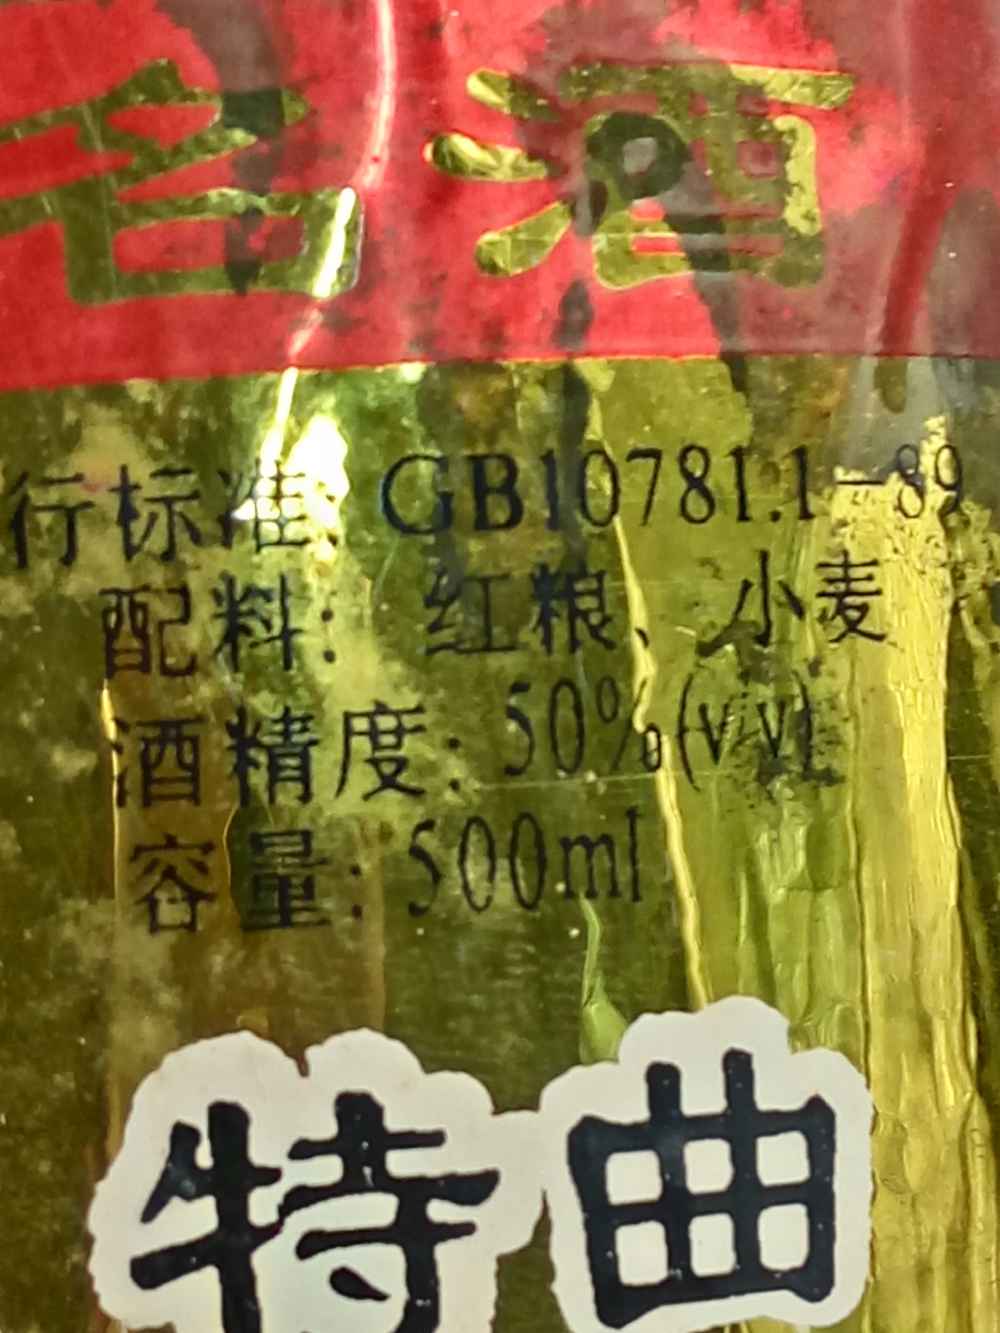 名酒
行标准:GB10781.1-89
配料:红粮、小麦
酒精度:50%(v/v)
容量:500ml
特曲